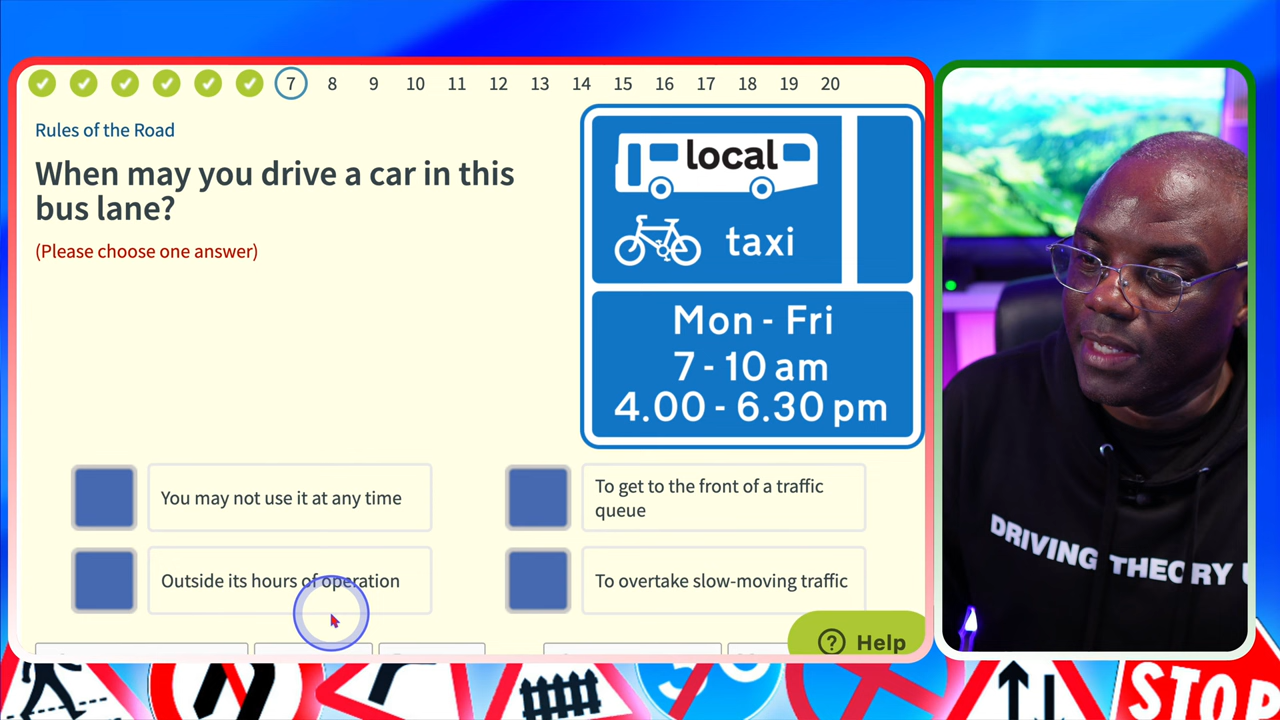 7 8 9 10 11 12 13 14 15 16 17 18 19 20
Rules of the Road
When may you drive a car in this
bus lane?
(Please choose one answer)
local
taxi
Mon - Fri
7 - 10 am
4.00 - 6.30 pm
You may not use it at any time
To get to the front of a traffic
queue
Outside its hours of operation
To overtake slow-moving traffic
? Help
DRIVING THEORY
STOP